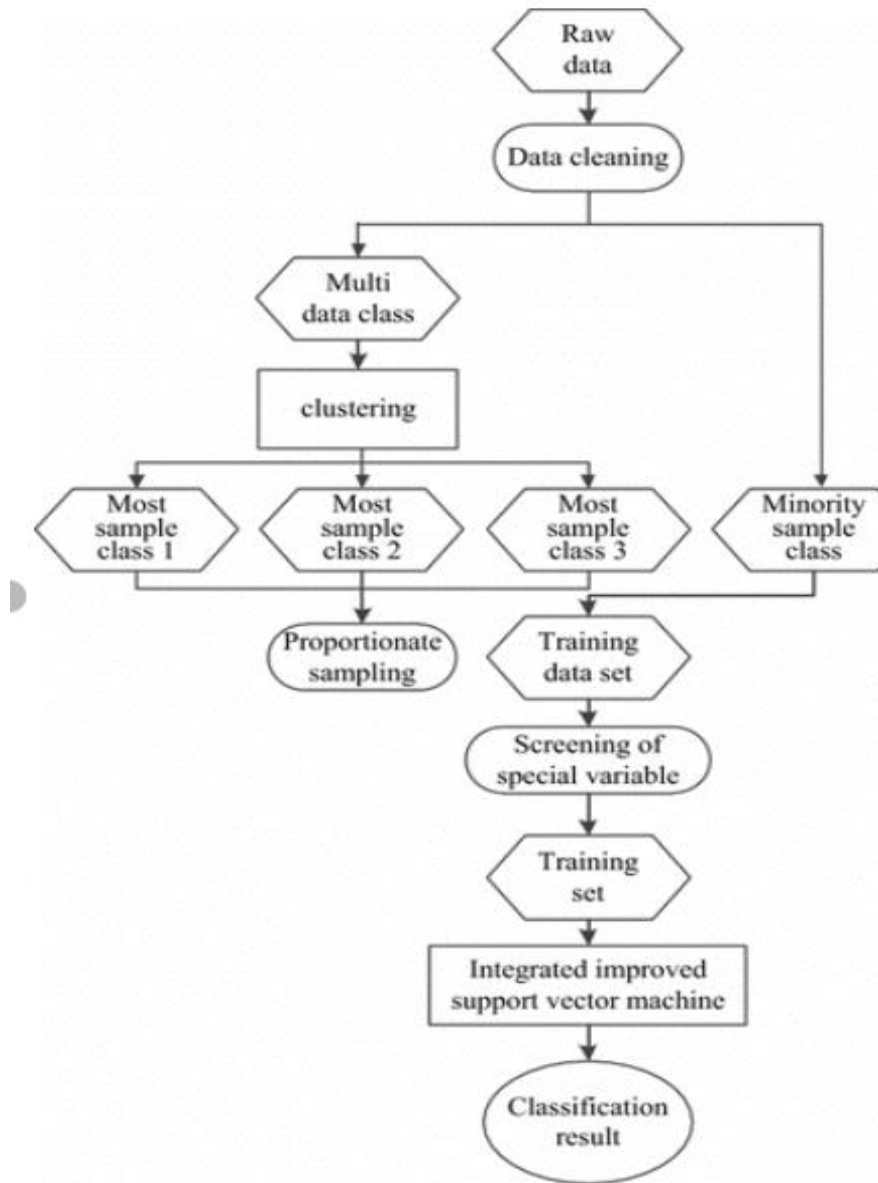 Raw
data
Data cleaning
Multi
data class
clustering
Most
sample
class 1
Most
sample
class 2
Most
sample
class 3
Minority
sample
class
Proportionate
sampling
Training
data set
Screening of
special variable
Training
set
Integrated improved
support vector machine
Classification
result